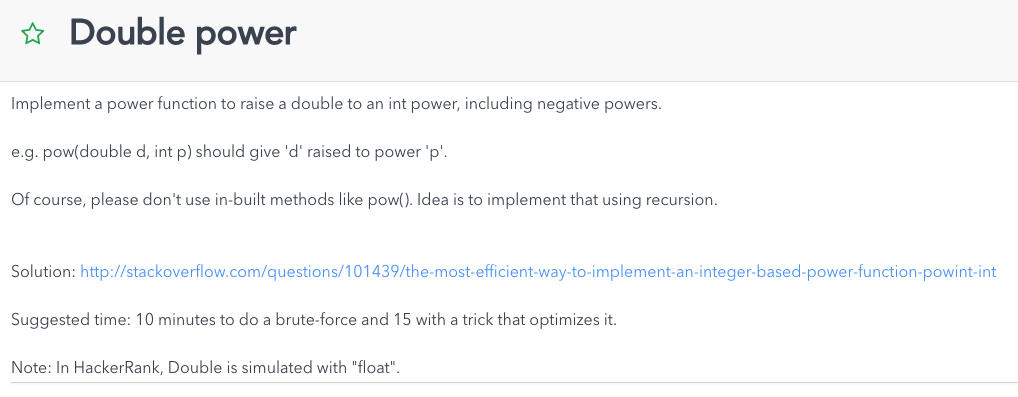 Double power
Implement a power function to raise a double to an int power, including negative powers.
e.g. pow(double d, int p) should give 'd' raised to power 'p'.
Of course, please don't use in-built methods like pow(). Idea is to implement that using recursion.
Solution: http://stackoverflow.com/questions/101439/the-most-efficient-way-to-implement-an-integer-based-power-function-powint-int
Suggested time: 10 minutes to do a brute-force and 15 with a trick that optimizes it.
Note: In HackerRank, Double is simulated with "float".